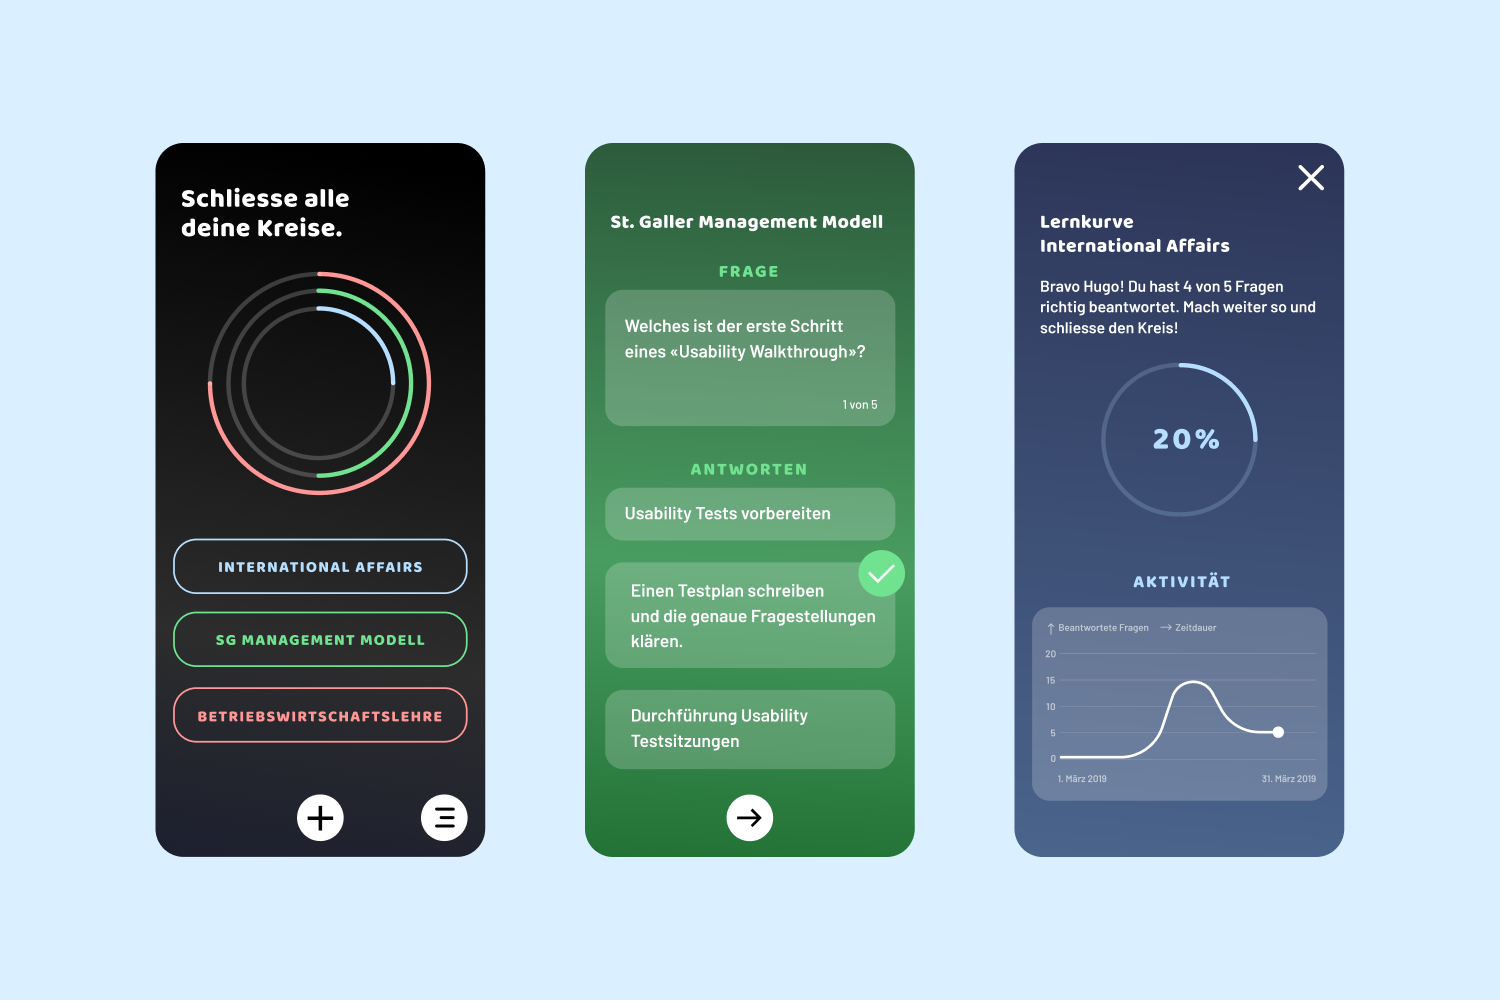 Schliesse alle
deine Kreise.
INTERNATIONAL AFFAIRS
SG MANAGEMENT MODELL
BETRIEBSWIRTSCHAFTSLEHRE
St. Galler Management Modell
FRAGE
Welches ist der erste Schritt
eines «Usability Walkthrough»?
1 von 5
ANTWORTEN
Usability Tests vorbereiten
Einen Testplan schreiben
und die genaue Fragestellungen
klären.
Durchführung Usability
Testsitzungen
Lernkurve
International Affairs
Bravo Hugo! Du hast 4 von 5 Fragen
richtig beantwortet. Mach weiter so und
schliesse den Kreis!
20%
AKTIVITÄT
↑ Beantwortete Fragen → Zeitdauer
20
15
10
5
0
1. März 2019 31. März 2019